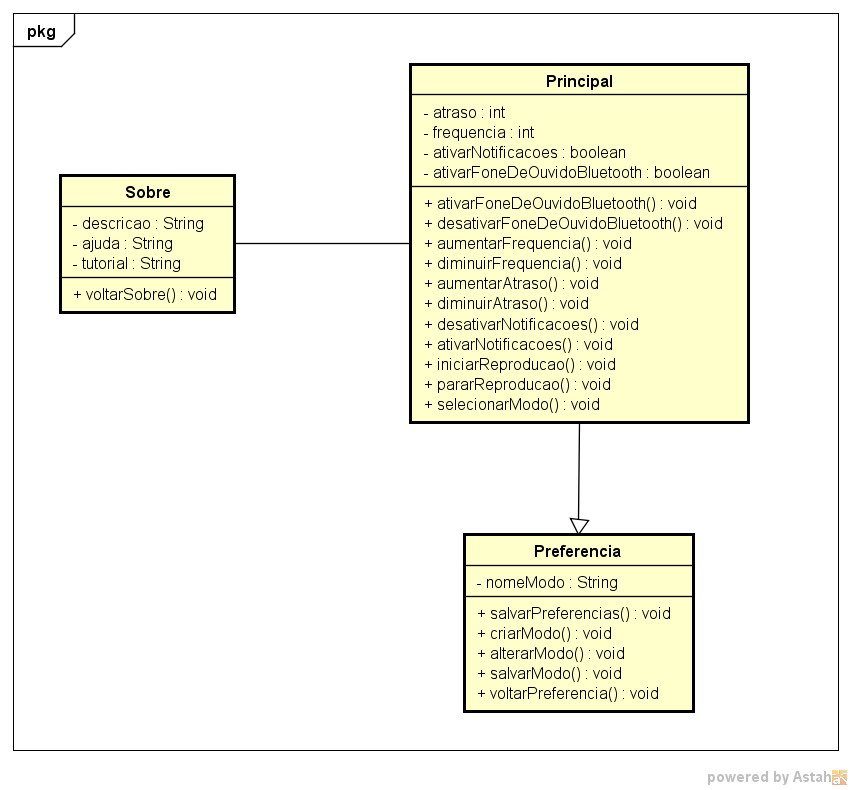 pkg
Principal
- atraso : int
- frequencia : int
- ativarNotificacoes : boolean
- ativarFoneDeOuvidoBluetooth : boolean
+ ativarFoneDeOuvidoBluetooth() : void
+ desativarFoneDeOuvidoBluetooth() : void
+ aumentarFrequencia() : void
+ diminuirFrequencia() : void
+ aumentarAtraso() : void
+ diminuirAtraso() : void
+ desativarNotificacoes() : void
+ ativarNotificacoes() : void
+ iniciarReproducao() : void
+ pararReproducao() : void
+ selecionarModo() : void
Sobre
- descricao : String
- ajuda : String
- tutorial : String
+ voltarSobre() : void
Preferencia
- nomeModo : String
+ salvarPreferencias() : void
+ criarModo() : void
+ alterarModo() : void
+ salvarModo() : void
+ voltarPreferencia() : void
powered by Astah